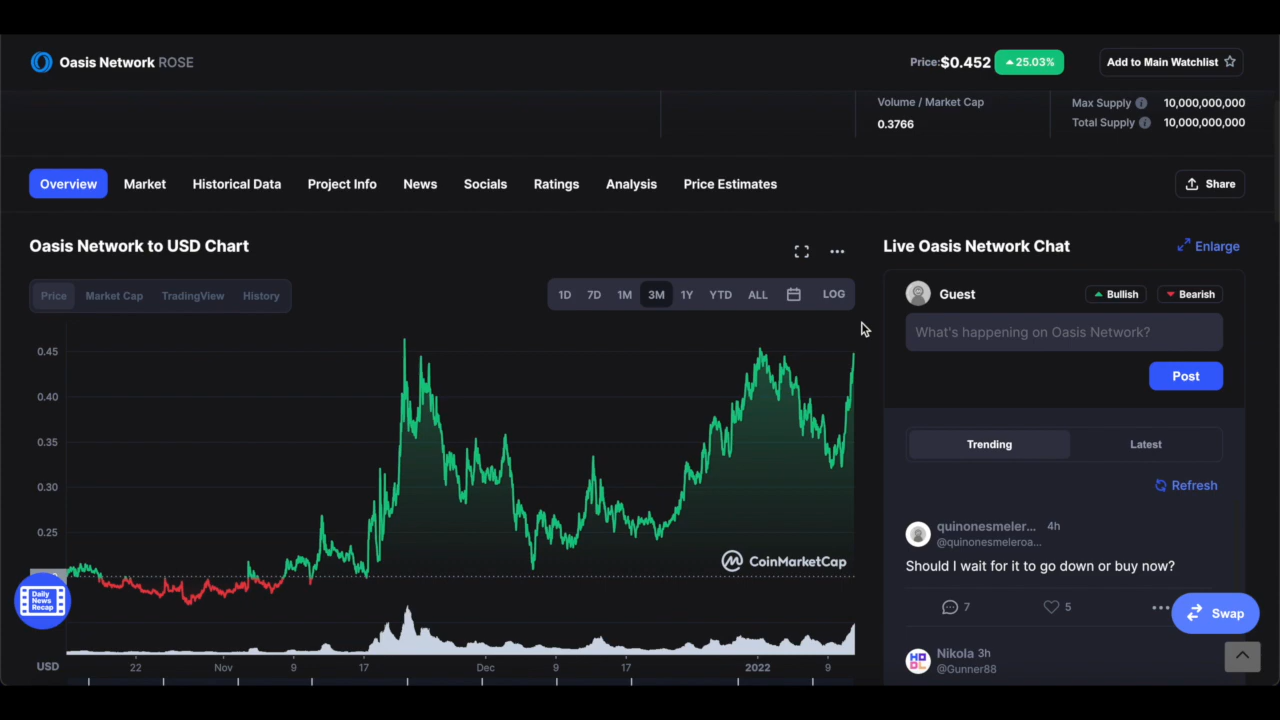 Oasis Network ROSE
Price:$0.452
25.03%
Add to Main Watchlist
Volume / Market Cap
0.3766
Max Supply
10,000,000,000
Total Supply
10,000,000,000
Overview
Market
Historical Data
Project Info
News
Socials
Ratings
Analysis
Price Estimates
Share
Oasis Network to USD Chart
Price
Market Cap
TradingView
History
1D
7D
1M
3M
1Y
YTD
ALL
LOG
0.45
0.40
0.35
0.30
0.25
CoinMarketCap
Daily
News
Recap
USD
22
Nov
9
17
Dec
9
17
2022
9
Live Oasis Network Chat
Enlarge
Guest
Bullish
Bearish
What's happening on Oasis Network?
Post
Trending
Latest
Refresh
quinonesmeler... 4h
@quinonesmeleroa...
Should I wait for it to go down or buy now?
7
5
Swap
Nikola 3h
@Gunner88